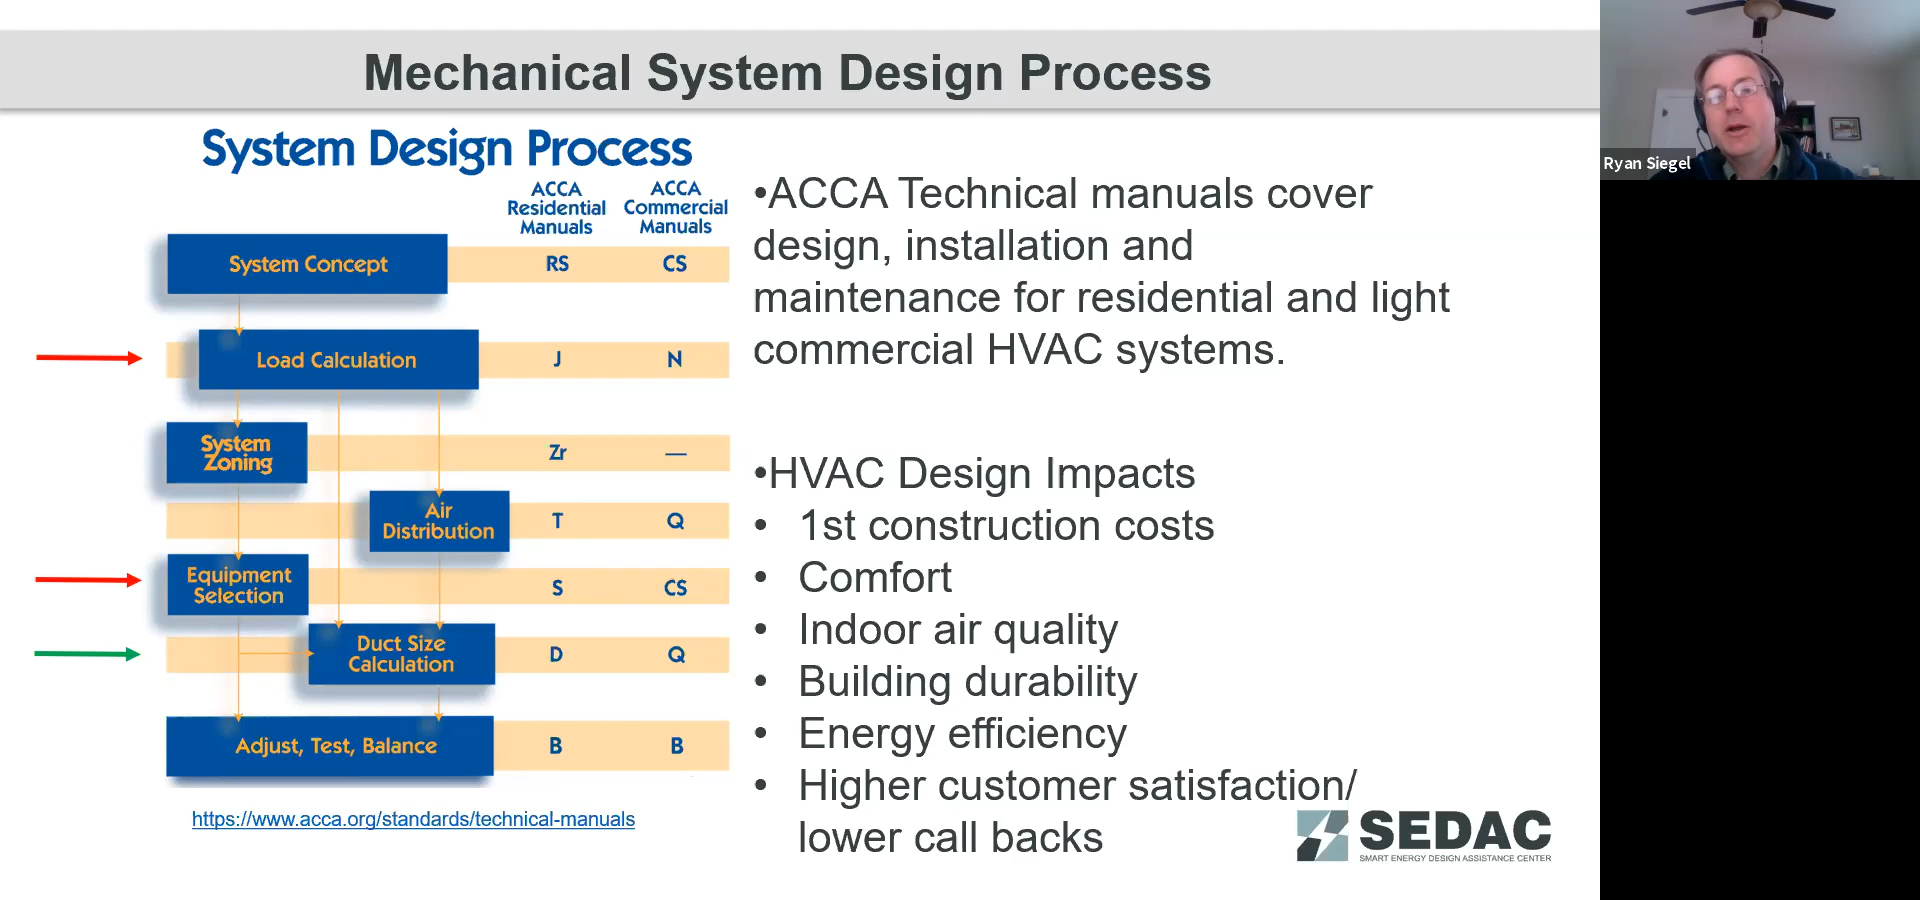 Mechanical System Design Process
System Design Process
ACCA Residential Manuals
ACCA Commercial Manuals
System Concept RS CS
Load Calculation J N
System Zoning Zr —
Air Distribution T Q
Equipment Selection S CS
Duct Size Calculation D Q
Adjust, Test, Balance B B
https://www.acca.org/standards/technical-manuals
•ACCA Technical manuals cover
design, installation and
maintenance for residential and light
commercial HVAC systems.
•HVAC Design Impacts
• 1st construction costs
• Comfort
• Indoor air quality
• Building durability
• Energy efficiency
• Higher customer satisfaction/
lower call backs
SEDAC
SMART ENERGY DESIGN ASSISTANCE CENTER
Ryan Siegel